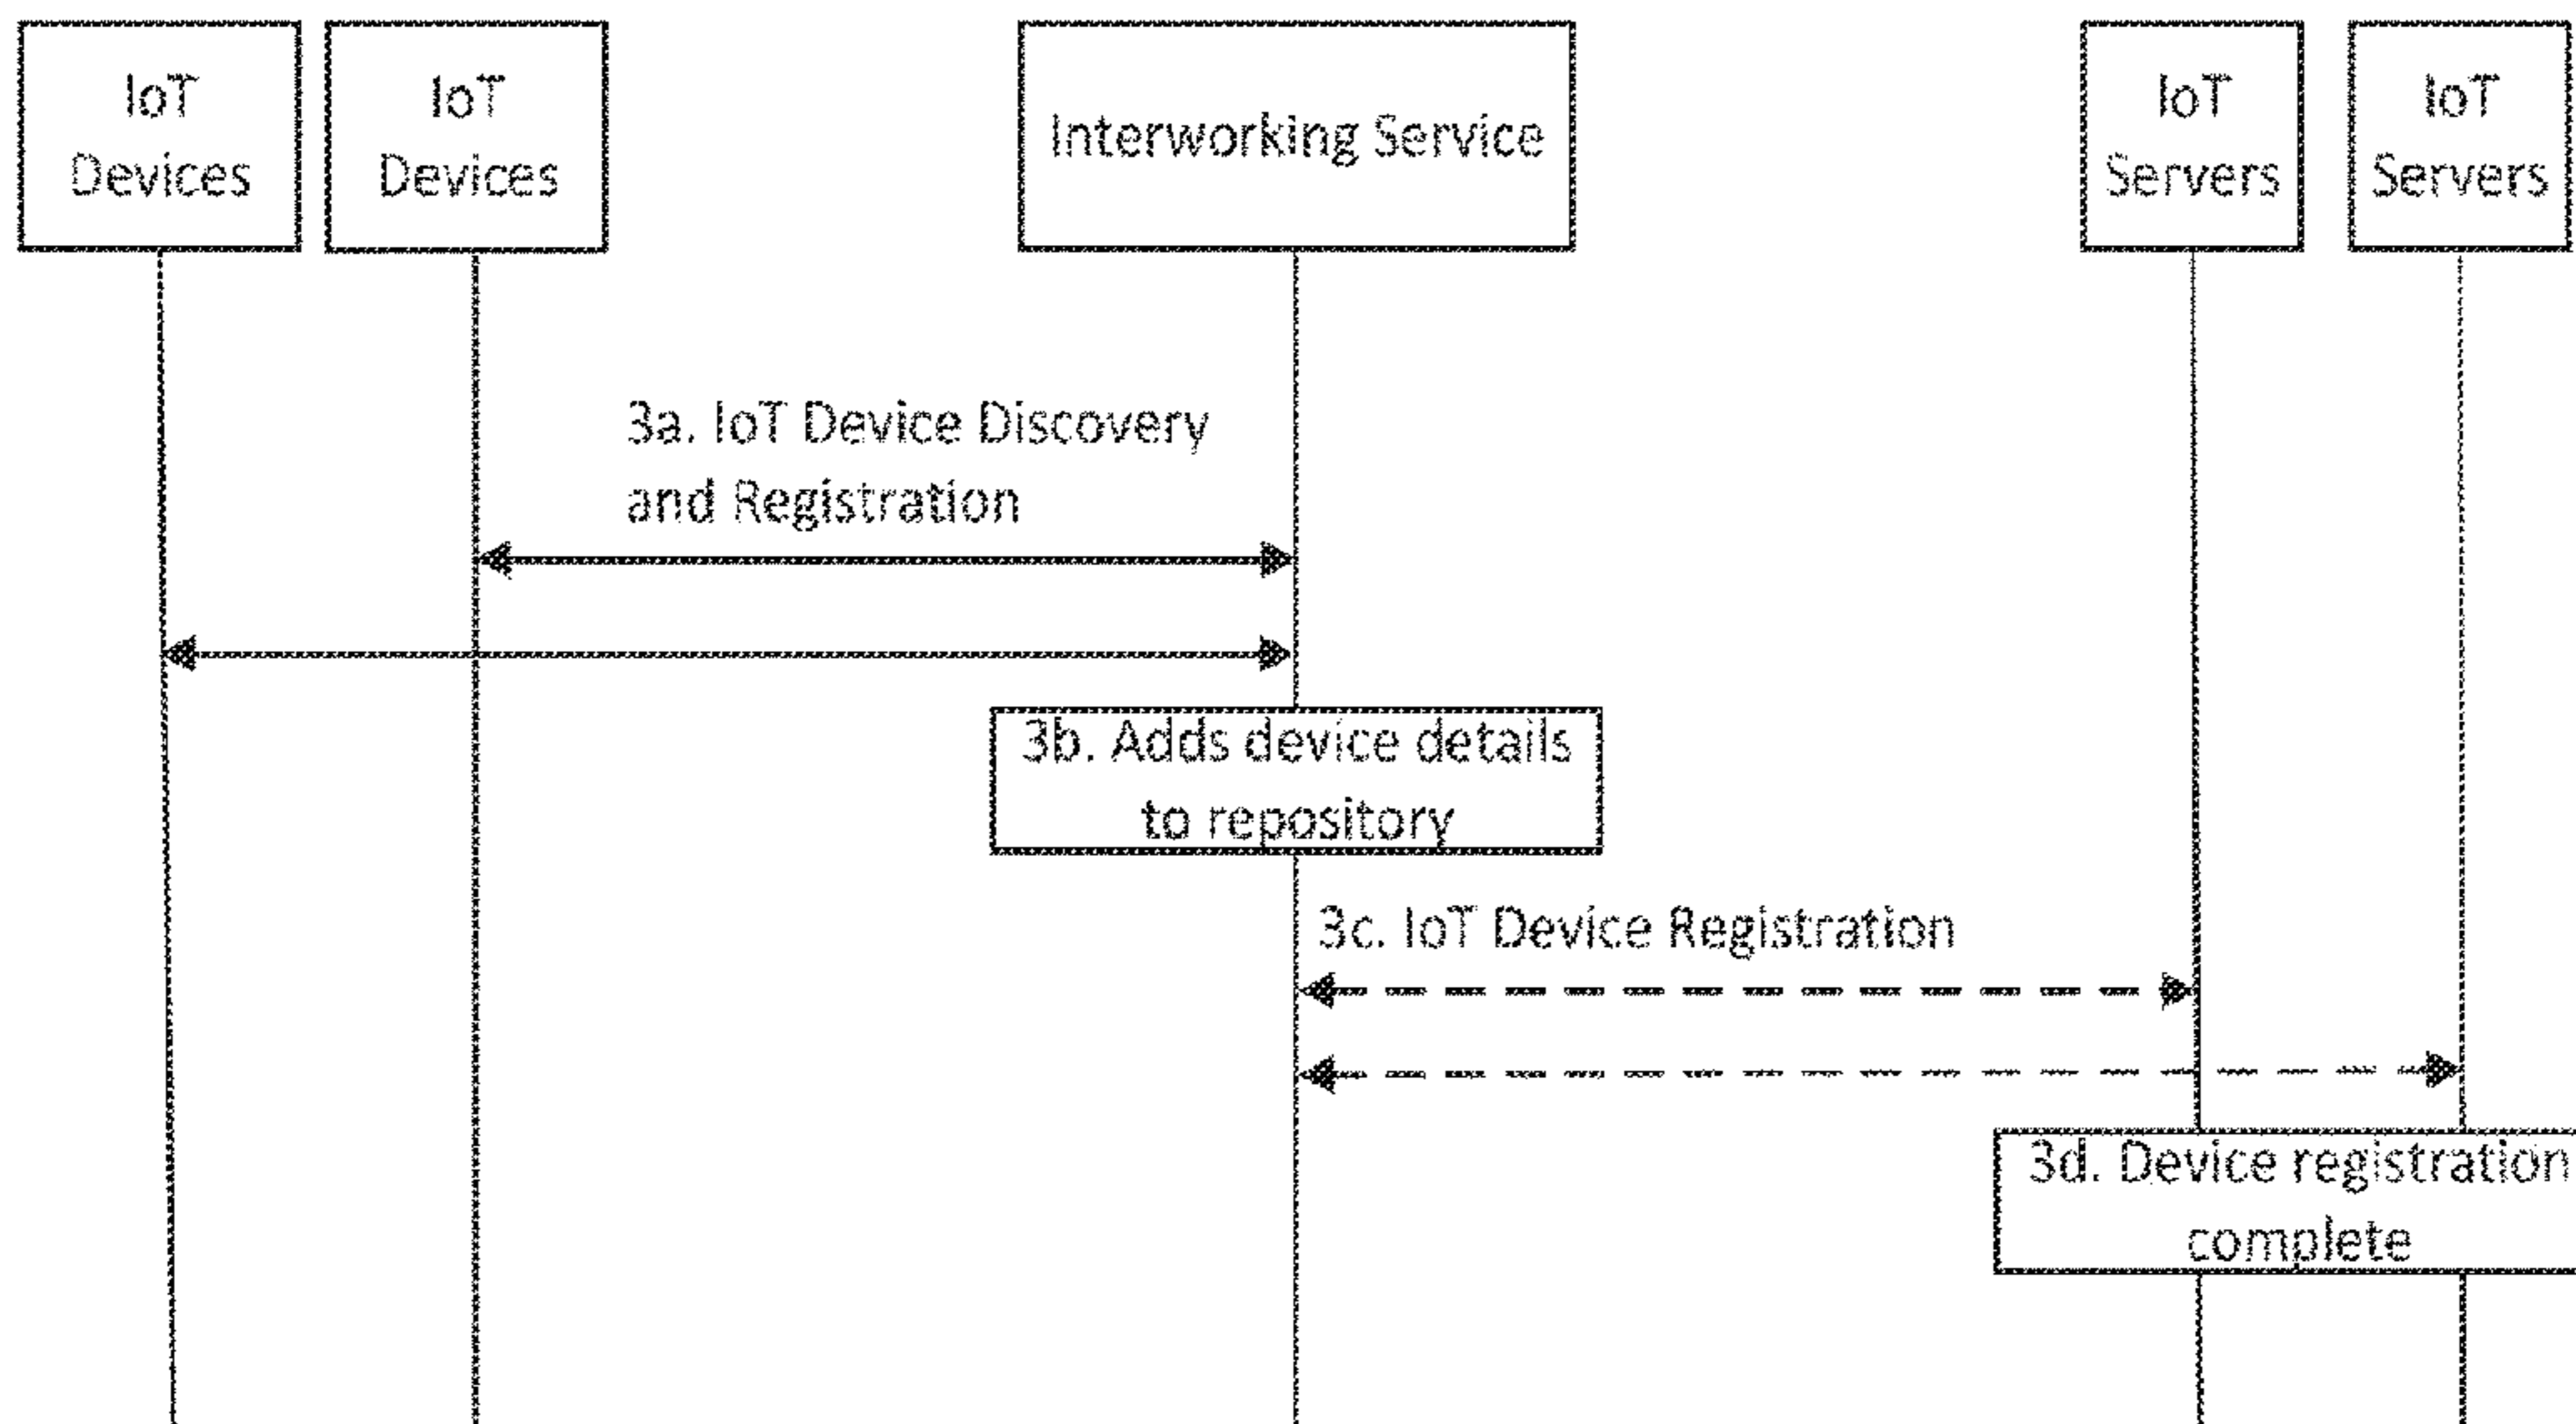 IoT
Devices
IoT
Devices
Interworking Service
IoT
Servers
IoT
Servers
3a. IoT Device Discovery
and Registration
3b. Adds device details
to repository
3c. IoT Device Registration
3d. Device registration
complete